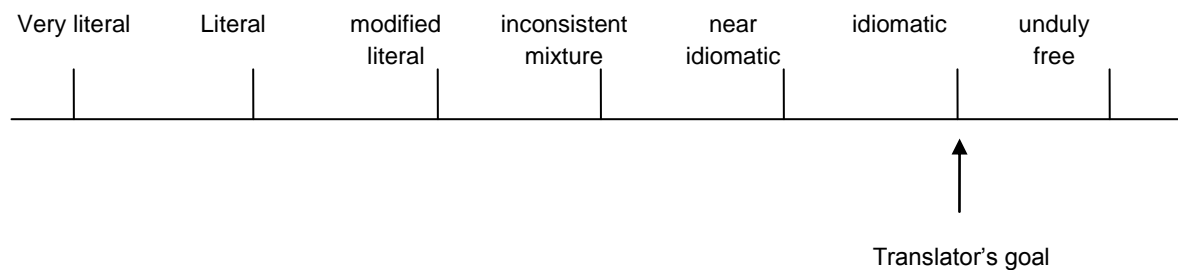 Very literal Literal modified inconsistent near idiomatic unduly
literal mixture idiomatic free
Translator’s goal